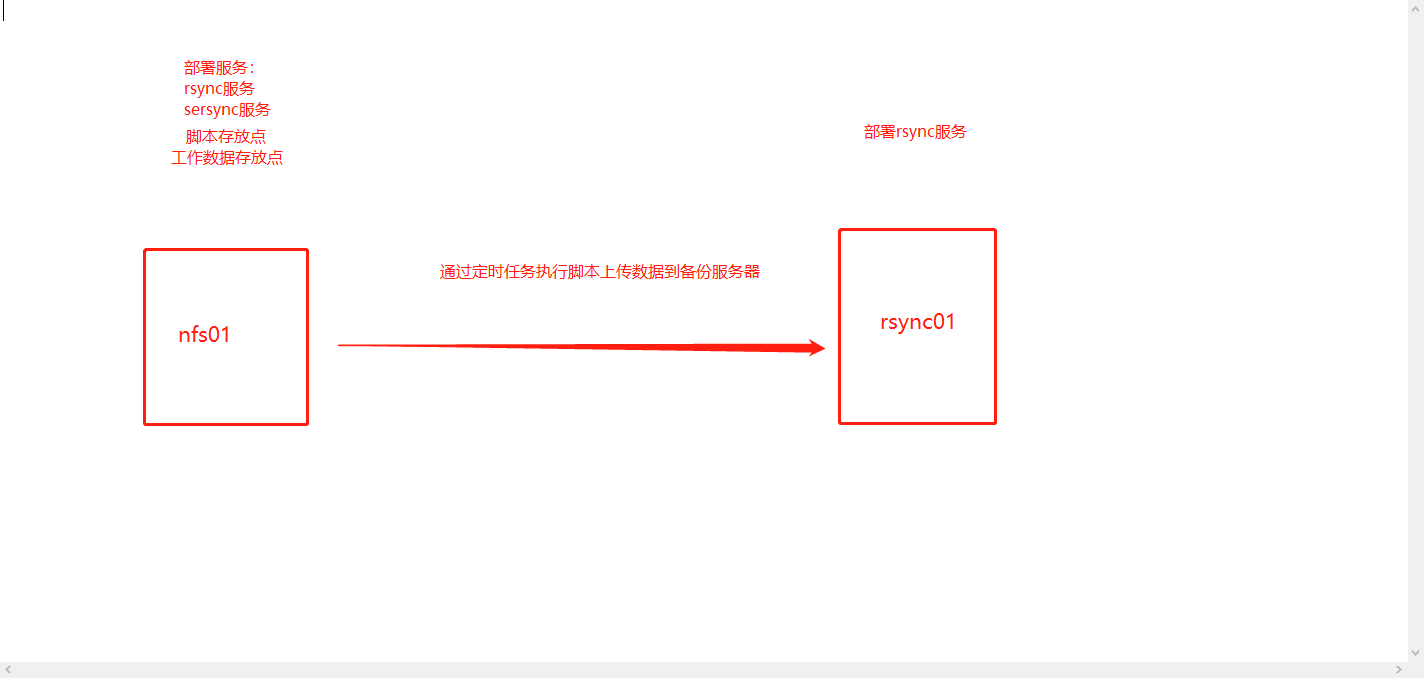 部署服务：
rsync服务
sersync服务
脚本存放点
工作数据存放点
部署rsync服务
通过定时任务执行脚本上传数据到备份服务器
nfs01
rsync01